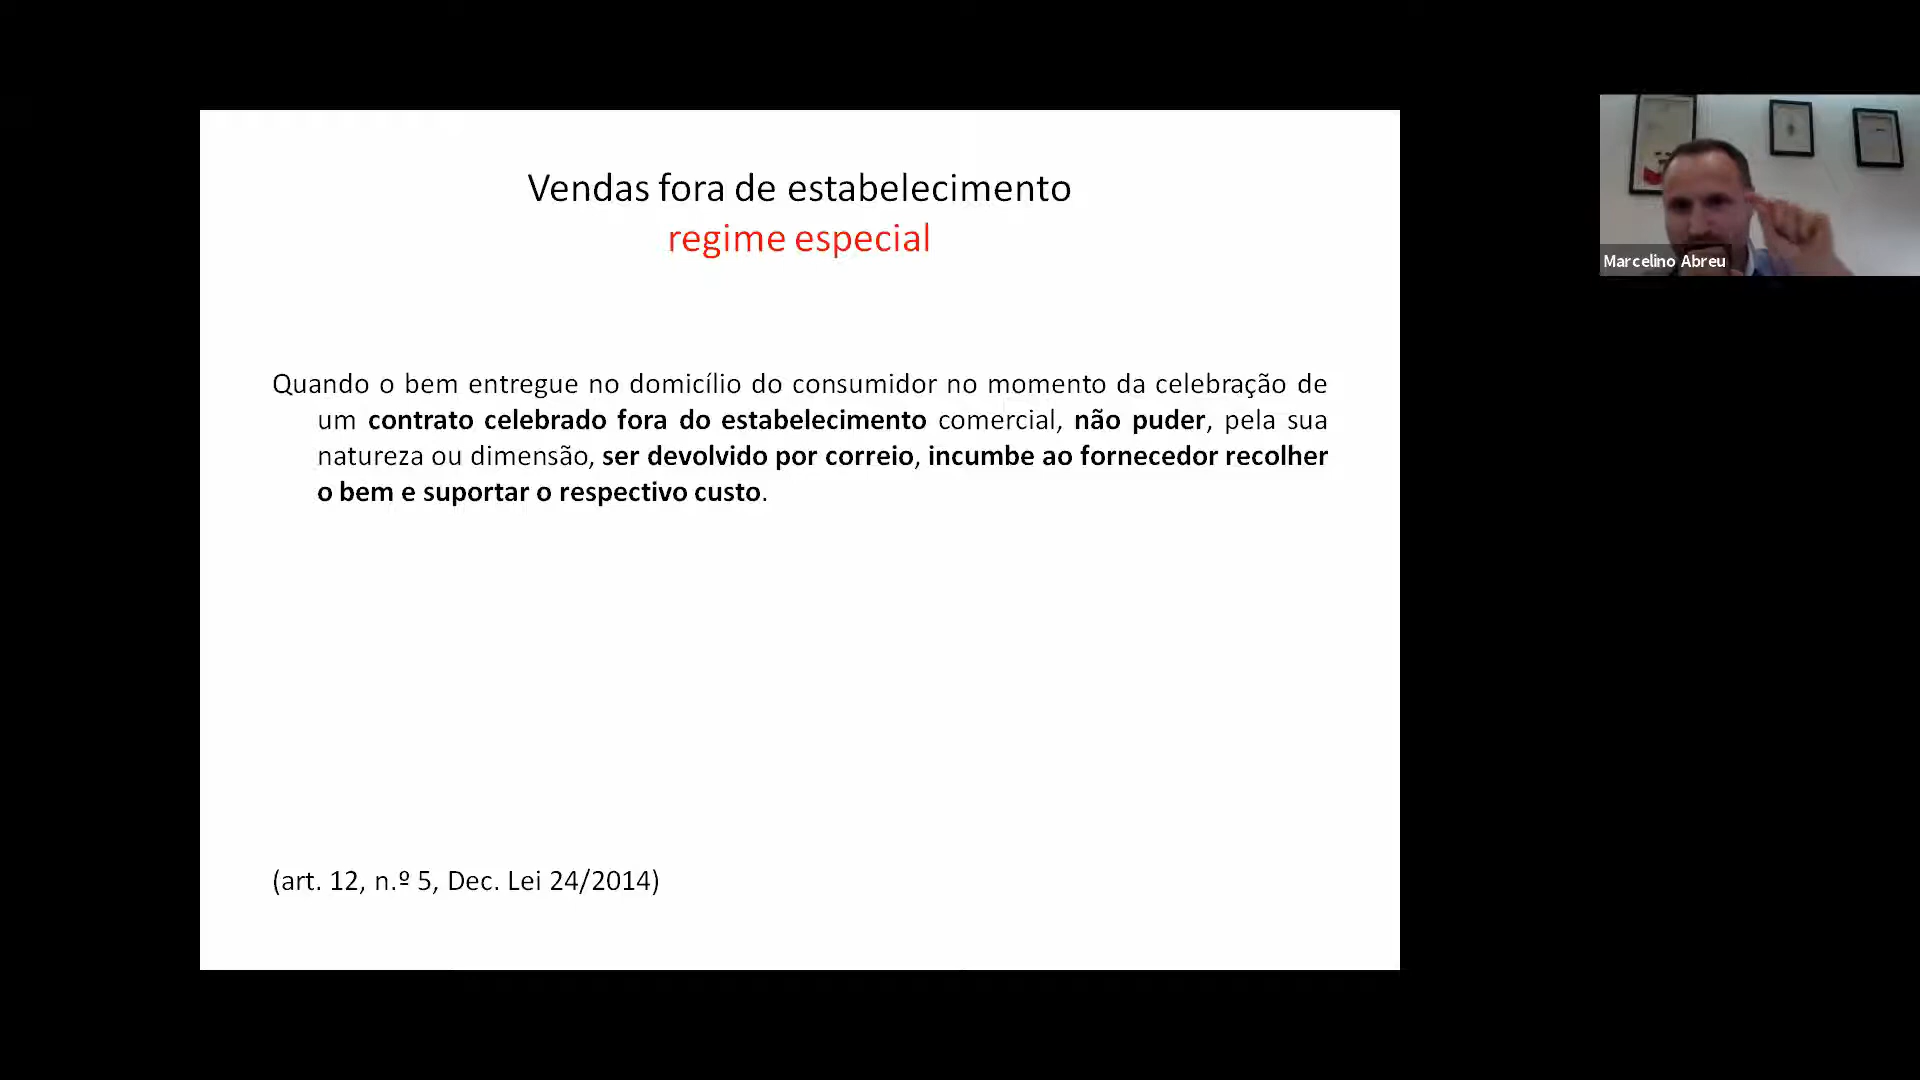 Vendas fora de estabelecimento
regime especial
Quando o bem entregue no domicílio do consumidor no momento da celebração de
um contrato celebrado fora do estabelecimento comercial, não puder, pela sua
natureza ou dimensão, ser devolvido por correio, incumbe ao fornecedor recolher
o bem e suportar o respectivo custo.
(art. 12, n.º 5, Dec. Lei 24/2014)
Marcelino Abreu